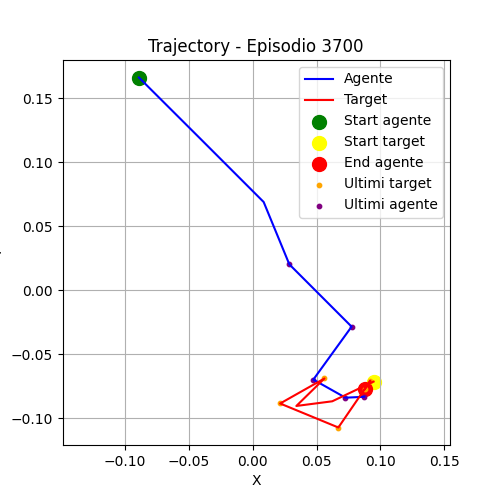 Trajectory - Episodio 3700
Agente
Target
Start agente
Start target
End agente
Ultimi target
Ultimi agente
0.15
0.10
0.05
0.00
−0.05
−0.10
−0.10
−0.05
0.00
0.05
0.10
0.15
X